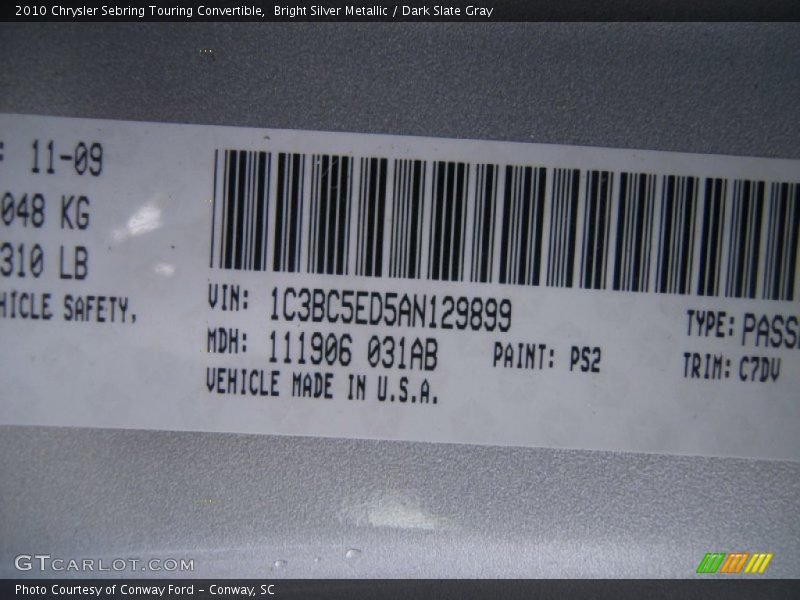 2010 Chrysler Sebring Touring Convertible, Bright Silver Metallic / Dark Slate Gray
: 11-09
048 KG
310 LB
HICLE SAFETY,
VIN: 1C3BC5ED5AN129899
MDH: 111906 031AB
PAINT: PS2
VEHICLE MADE IN U.S.A.
TYPE: PASS
TRIM: C7DV
GTCARLOT.COM
Photo Courtesy of Conway Ford – Conway, SC